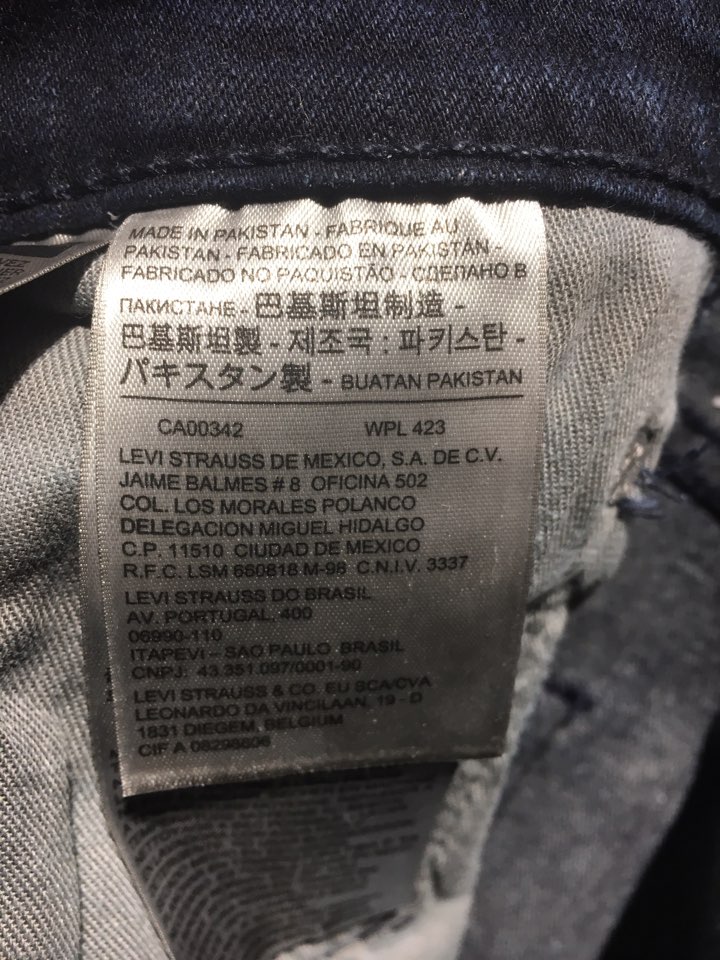 MADE IN PAKISTAN - FABRIQUE AU
PAKISTAN - FABRICADO EN PAKISTÁN -
FABRICADO NO PAQUISTÃO - СДЕЛАНО В
ПАКИСТАНЕ - 巴基斯坦制造 -
巴基斯坦製 - 제조국 : 파키스탄 -
パキスタン製 - BUATAN PAKISTAN
CA00342 WPL 423
LEVI STRAUSS DE MEXICO, S.A. DE C.V.
JAIME BALMES # 8 OFICINA 502
COL. LOS MORALES POLANCO
DELEGACION MIGUEL HIDALGO
C.P. 11510 CIUDAD DE MEXICO
R.F.C. LSM 660818 M-98 C.N.I.V. 3337
LEVI STRAUSS DO BRASIL
AV. PORTUGAL, 400
06990-110
ITAPEVI – SAO PAULO BRASIL
CNPJ: 43.351.097/0001-90
LEVI STRAUSS & CO. EU SCA/CVA
LEONARDO DA VINCILAAN, 19 - D
1831 DIEGEM, BELGIUM
CIF A 08298606